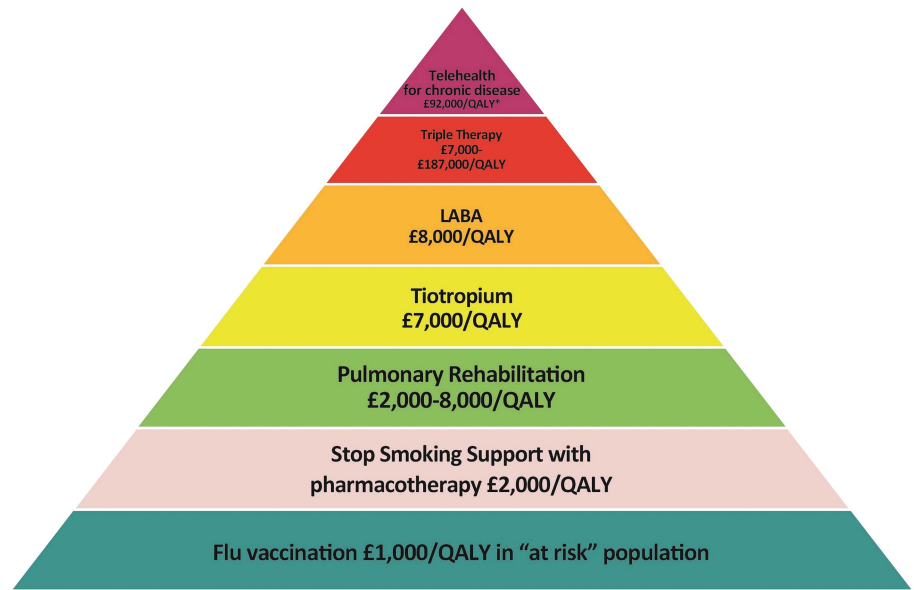 Telehealth
for chronic disease
£92,000/QALY*
Triple Therapy
£7,000-
£187,000/QALY
LABA
£8,000/QALY
Tiotropium
£7,000/QALY
Pulmonary Rehabilitation
£2,000-8,000/QALY
Stop Smoking Support with
pharmacotherapy £2,000/QALY
Flu vaccination £1,000/QALY in “at risk” population